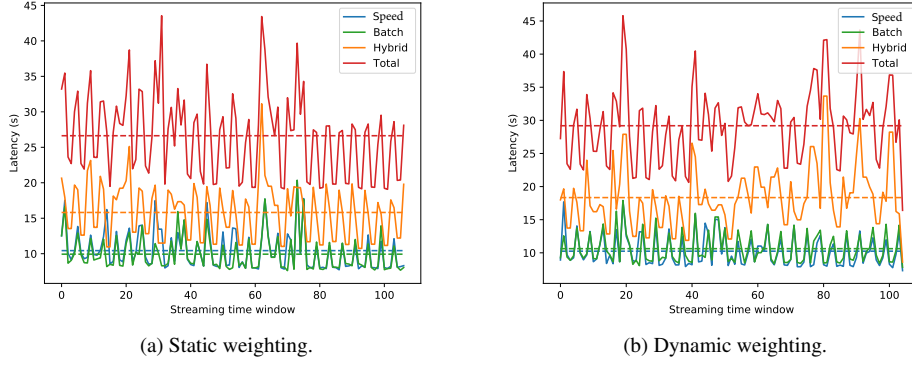 45
40
35
30
25
20
15
10
Latency (s)
0 20 40 60 80 100
Streaming time window
Speed
Batch
Hybrid
Total
(a) Static weighting.
45
40
35
30
25
20
15
10
Latency (s)
0 20 40 60 80 100
Streaming time window
Speed
Batch
Hybrid
Total
(b) Dynamic weighting.